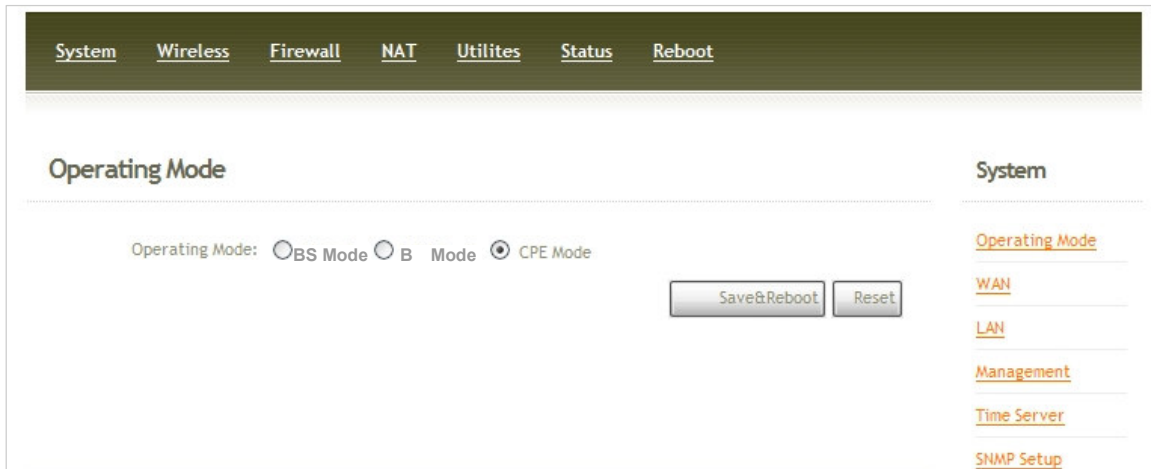 System Wireless Firewall NAT Utilites Status Reboot
Operating Mode
Operating Mode: BS Mode B Mode CPE Mode
Save&Reboot Reset
System
Operating Mode
WAN
LAN
Management
Time Server
SNMP Setup